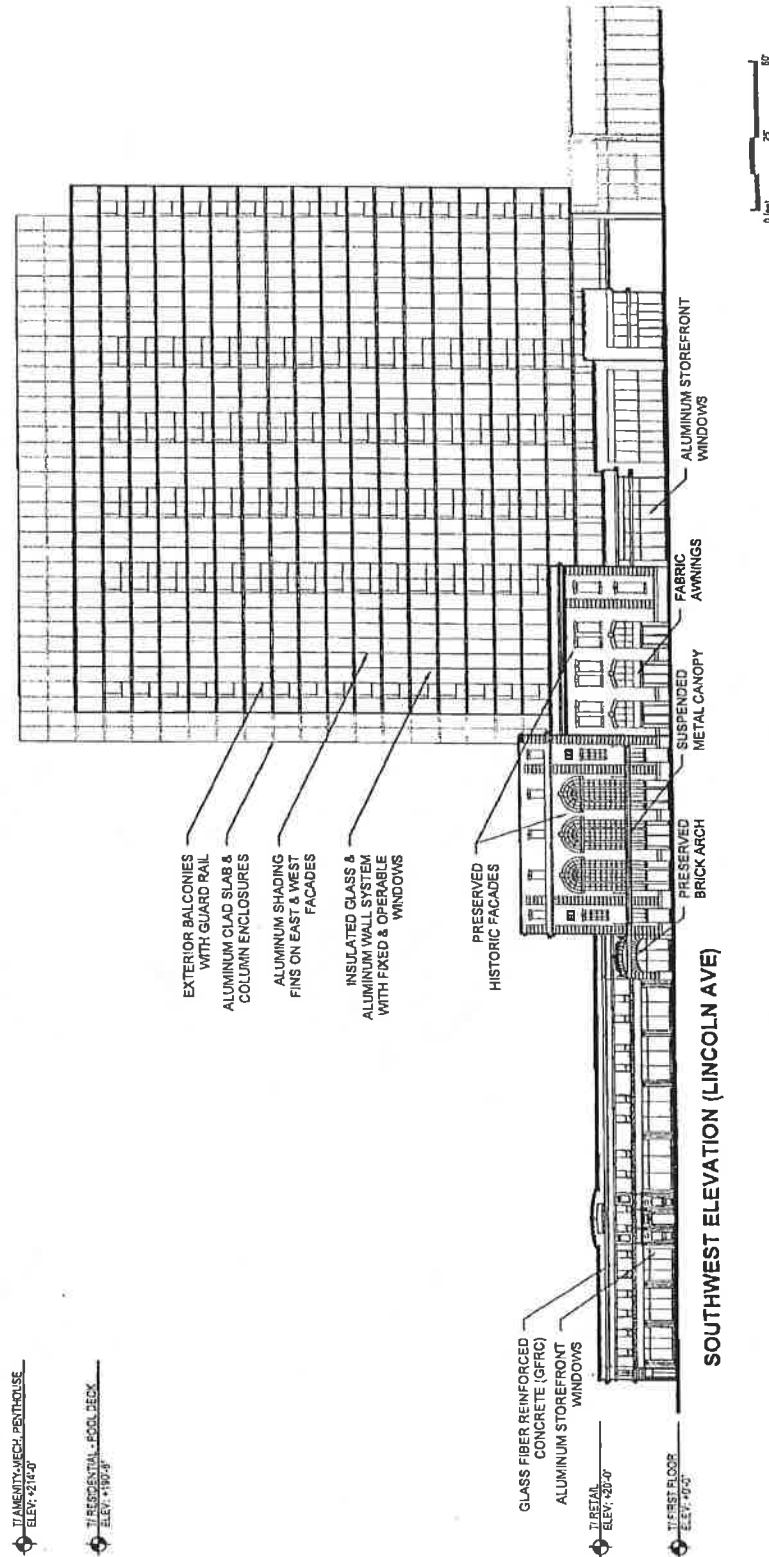 T/ AMENITY-MECH. PENTHOUSE
ELEV: +214'-0"
T/ RESIDENTIAL - POOL DECK
ELEV: +190'-6"
EXTERIOR BALCONIES
WITH GUARD RAIL
ALUMINUM CLAD SLAB &
COLUMN ENCLOSURES
ALUMINUM SHADING
FINS ON EAST & WEST
FACADES
INSULATED GLASS &
ALUMINUM WALL SYSTEM
WITH FIXED & OPERABLE
WINDOWS
PRESERVED
HISTORIC FACADES
GLASS FIBER REINFORCED
CONCRETE (GFRC)
ALUMINUM STOREFRONT
WINDOWS
T/ RETAIL
ELEV: +20'-0"
T/ FIRST FLOOR
ELEV: +0'-0"
PRESERVED
BRICK ARCH
SUSPENDED
METAL CANOPY
FABRIC
AWNINGS
ALUMINUM STOREFRONT
WINDOWS
SOUTHWEST ELEVATION (LINCOLN AVE)
25'